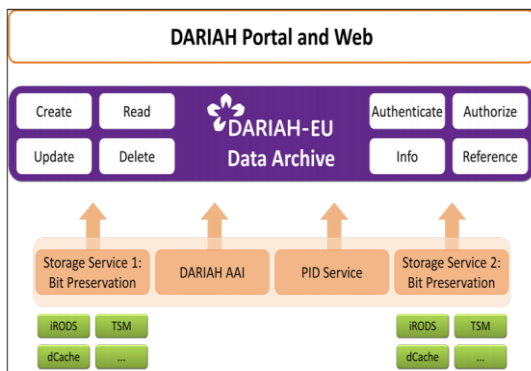 DARIAH Portal and Web
Create Read Authenticate Authorize
DARIAH-EU
Update Delete Data Archive Info Reference
Storage Service 1: DARIAH AAI PID Service Storage Service 2:
Bit Preservation Bit Preservation
iRODS TSM iRODS TSM
dCache ... dCache ...